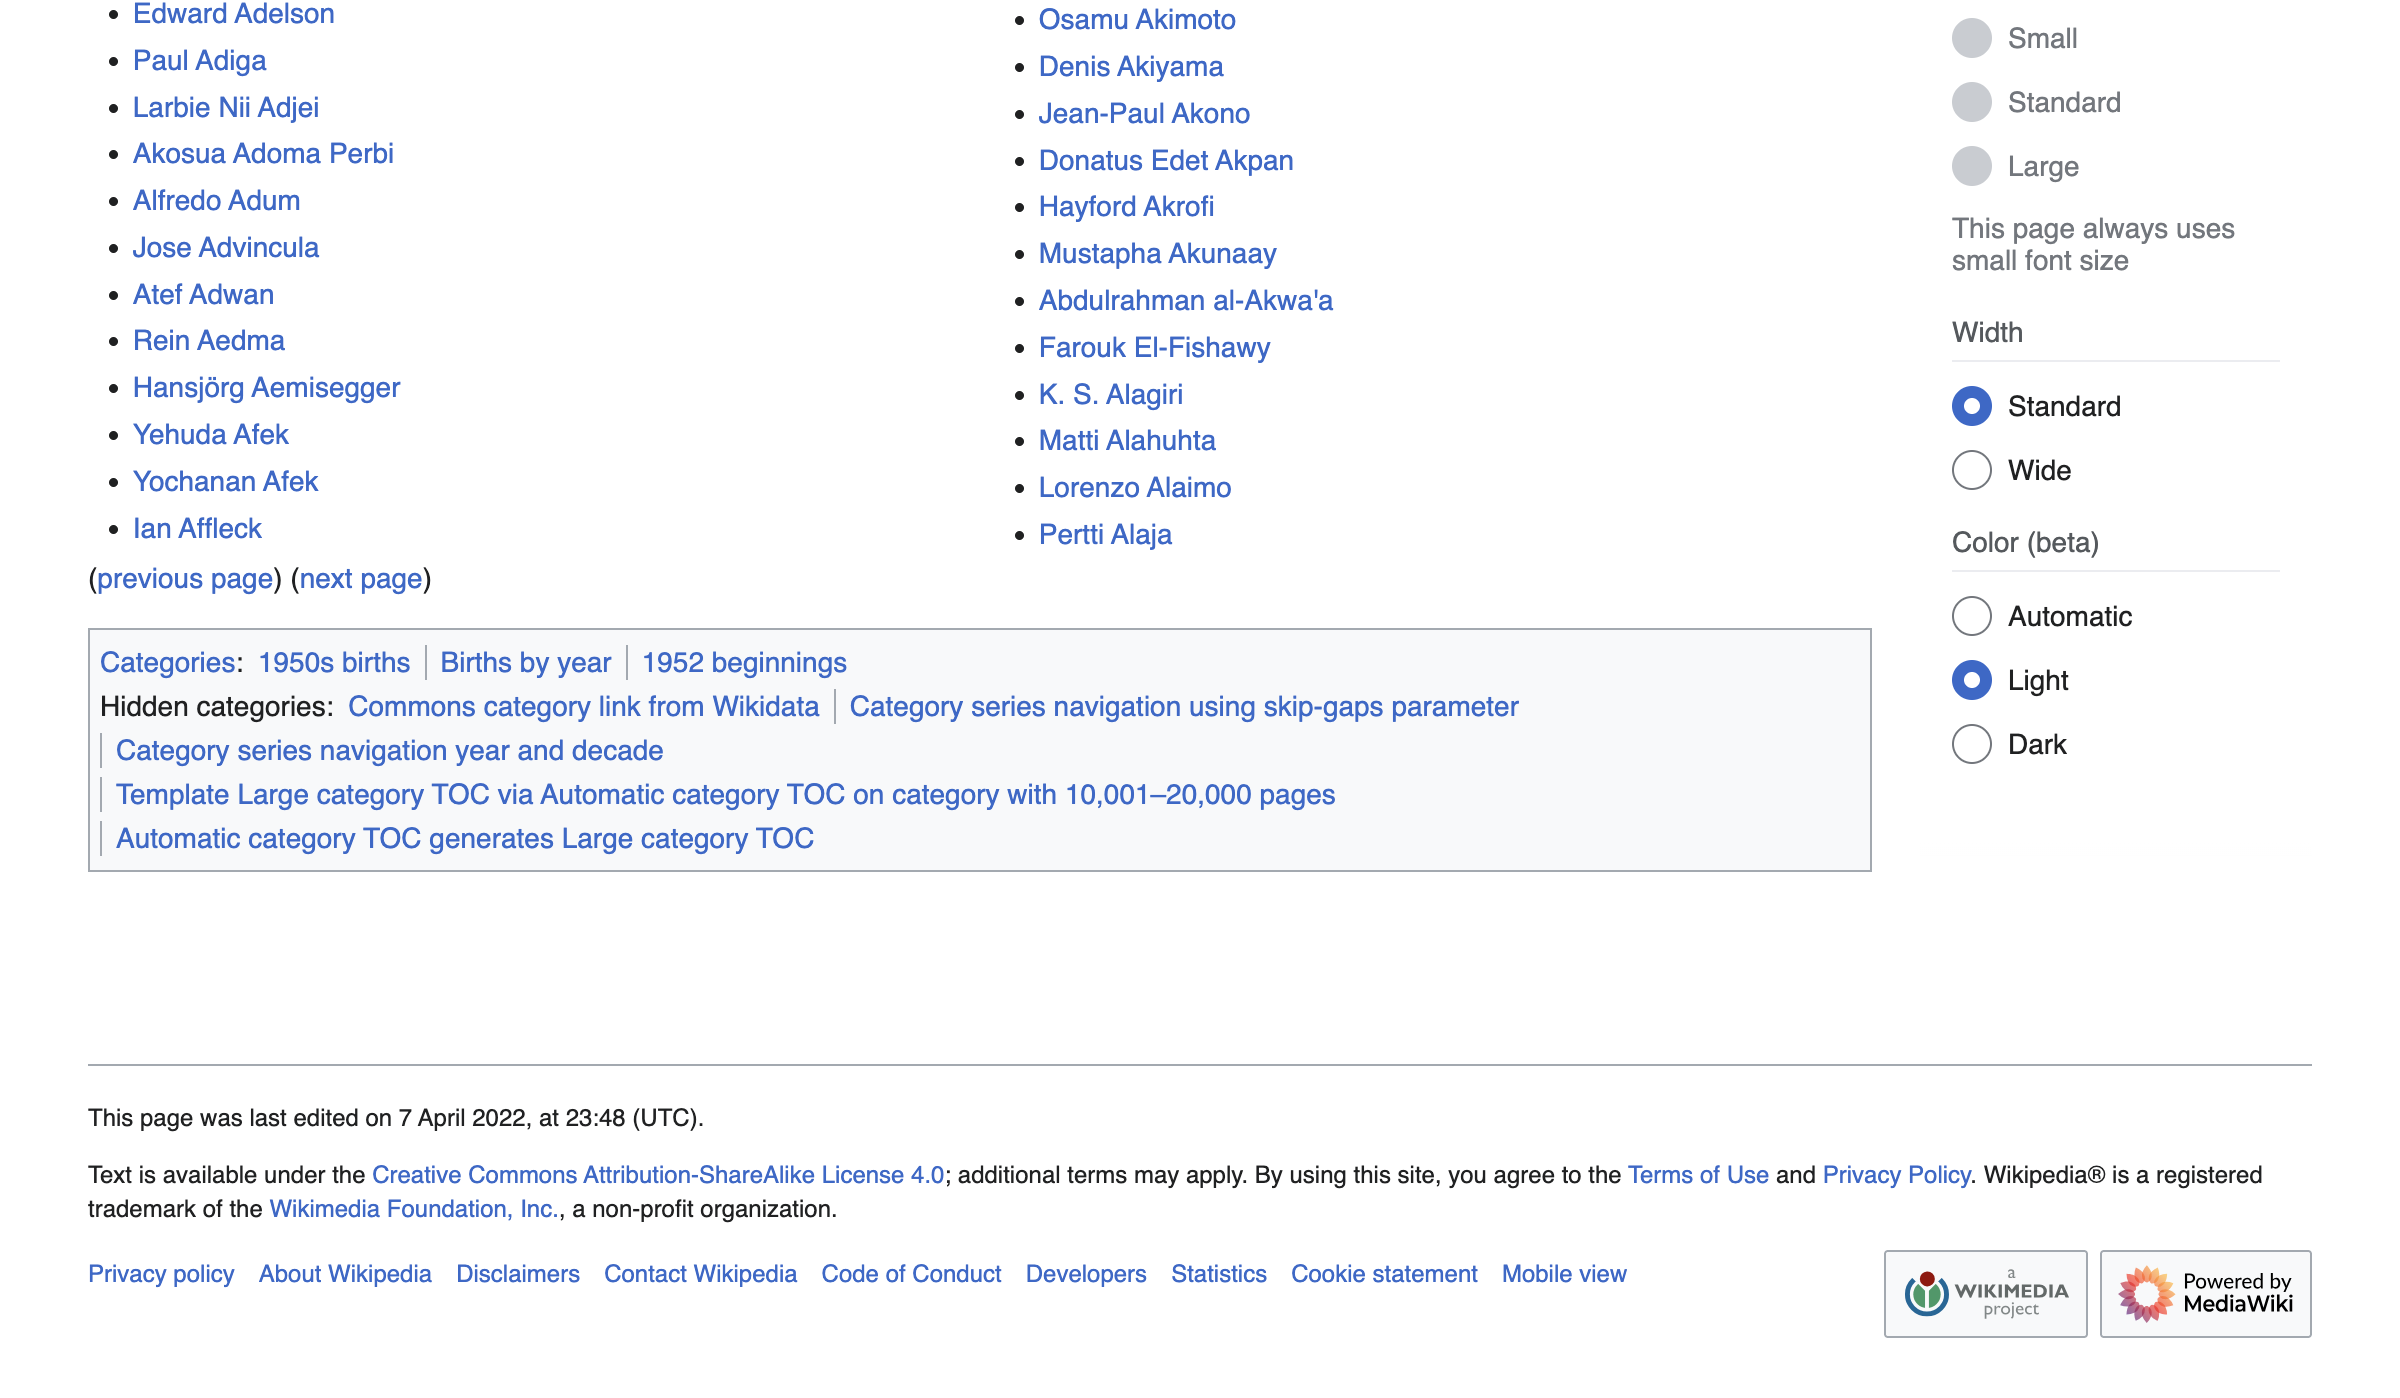 Edward Adelson
Paul Adiga
Larbie Nii Adjei
Akosua Adoma Perbi
Alfredo Adum
Jose Advincula
Atef Adwan
Rein Aedma
Hansjörg Aemisegger
Yehuda Afek
Yochanan Afek
Ian Affleck
Osamu Akimoto
Denis Akiyama
Jean-Paul Akono
Donatus Edet Akpan
Hayford Akrofi
Mustapha Akunaay
Abdulrahman al-Akwa'a
Farouk El-Fishawy
K. S. Alagiri
Matti Alahuhta
Lorenzo Alaimo
Pertti Alaja
(previous page) (next page)
Categories: 1950s births | Births by year | 1952 beginnings
Hidden categories: Commons category link from Wikidata | Category series navigation using skip-gaps parameter
| Category series navigation year and decade
| Template Large category TOC via Automatic category TOC on category with 10,001–20,000 pages
| Automatic category TOC generates Large category TOC
Small
Standard
Large
This page always uses
small font size
Width
Standard
Wide
Color (beta)
Automatic
Light
Dark
This page was last edited on 7 April 2022, at 23:48 (UTC).
Text is available under the Creative Commons Attribution-ShareAlike License 4.0; additional terms may apply. By using this site, you agree to the Terms of Use and Privacy Policy. Wikipedia® is a registered
trademark of the Wikimedia Foundation, Inc., a non-profit organization.
Privacy policy About Wikipedia Disclaimers Contact Wikipedia Code of Conduct Developers Statistics Cookie statement Mobile view
a
WIKIMEDIA
project
Powered by
MediaWiki